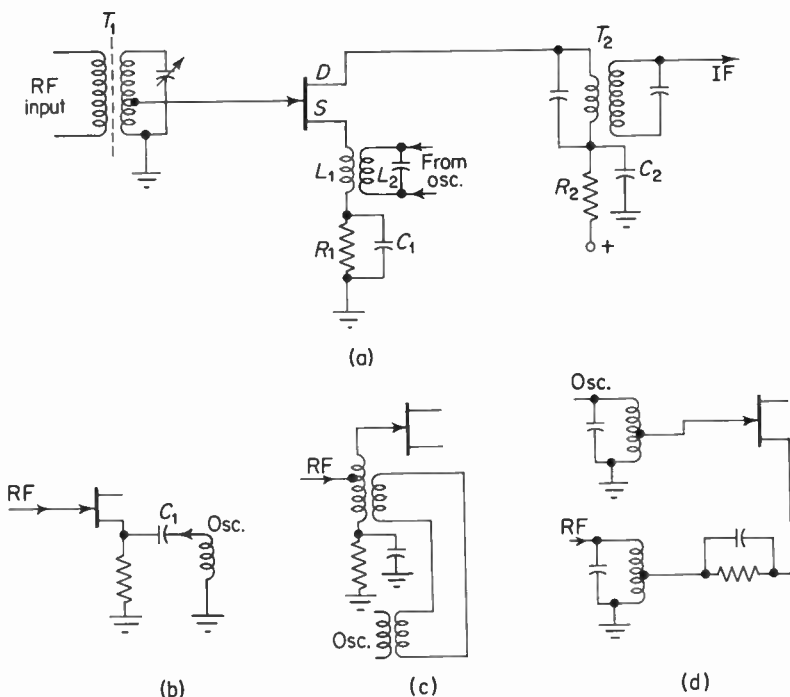 T1
T2
RF
input
D
S
IF
L1
L2
From
osc.
C2
R2
R1
C1
+
(a)
Osc.
RF
RF
C1
Osc.
RF
Osc.
(b)
(c)
(d)